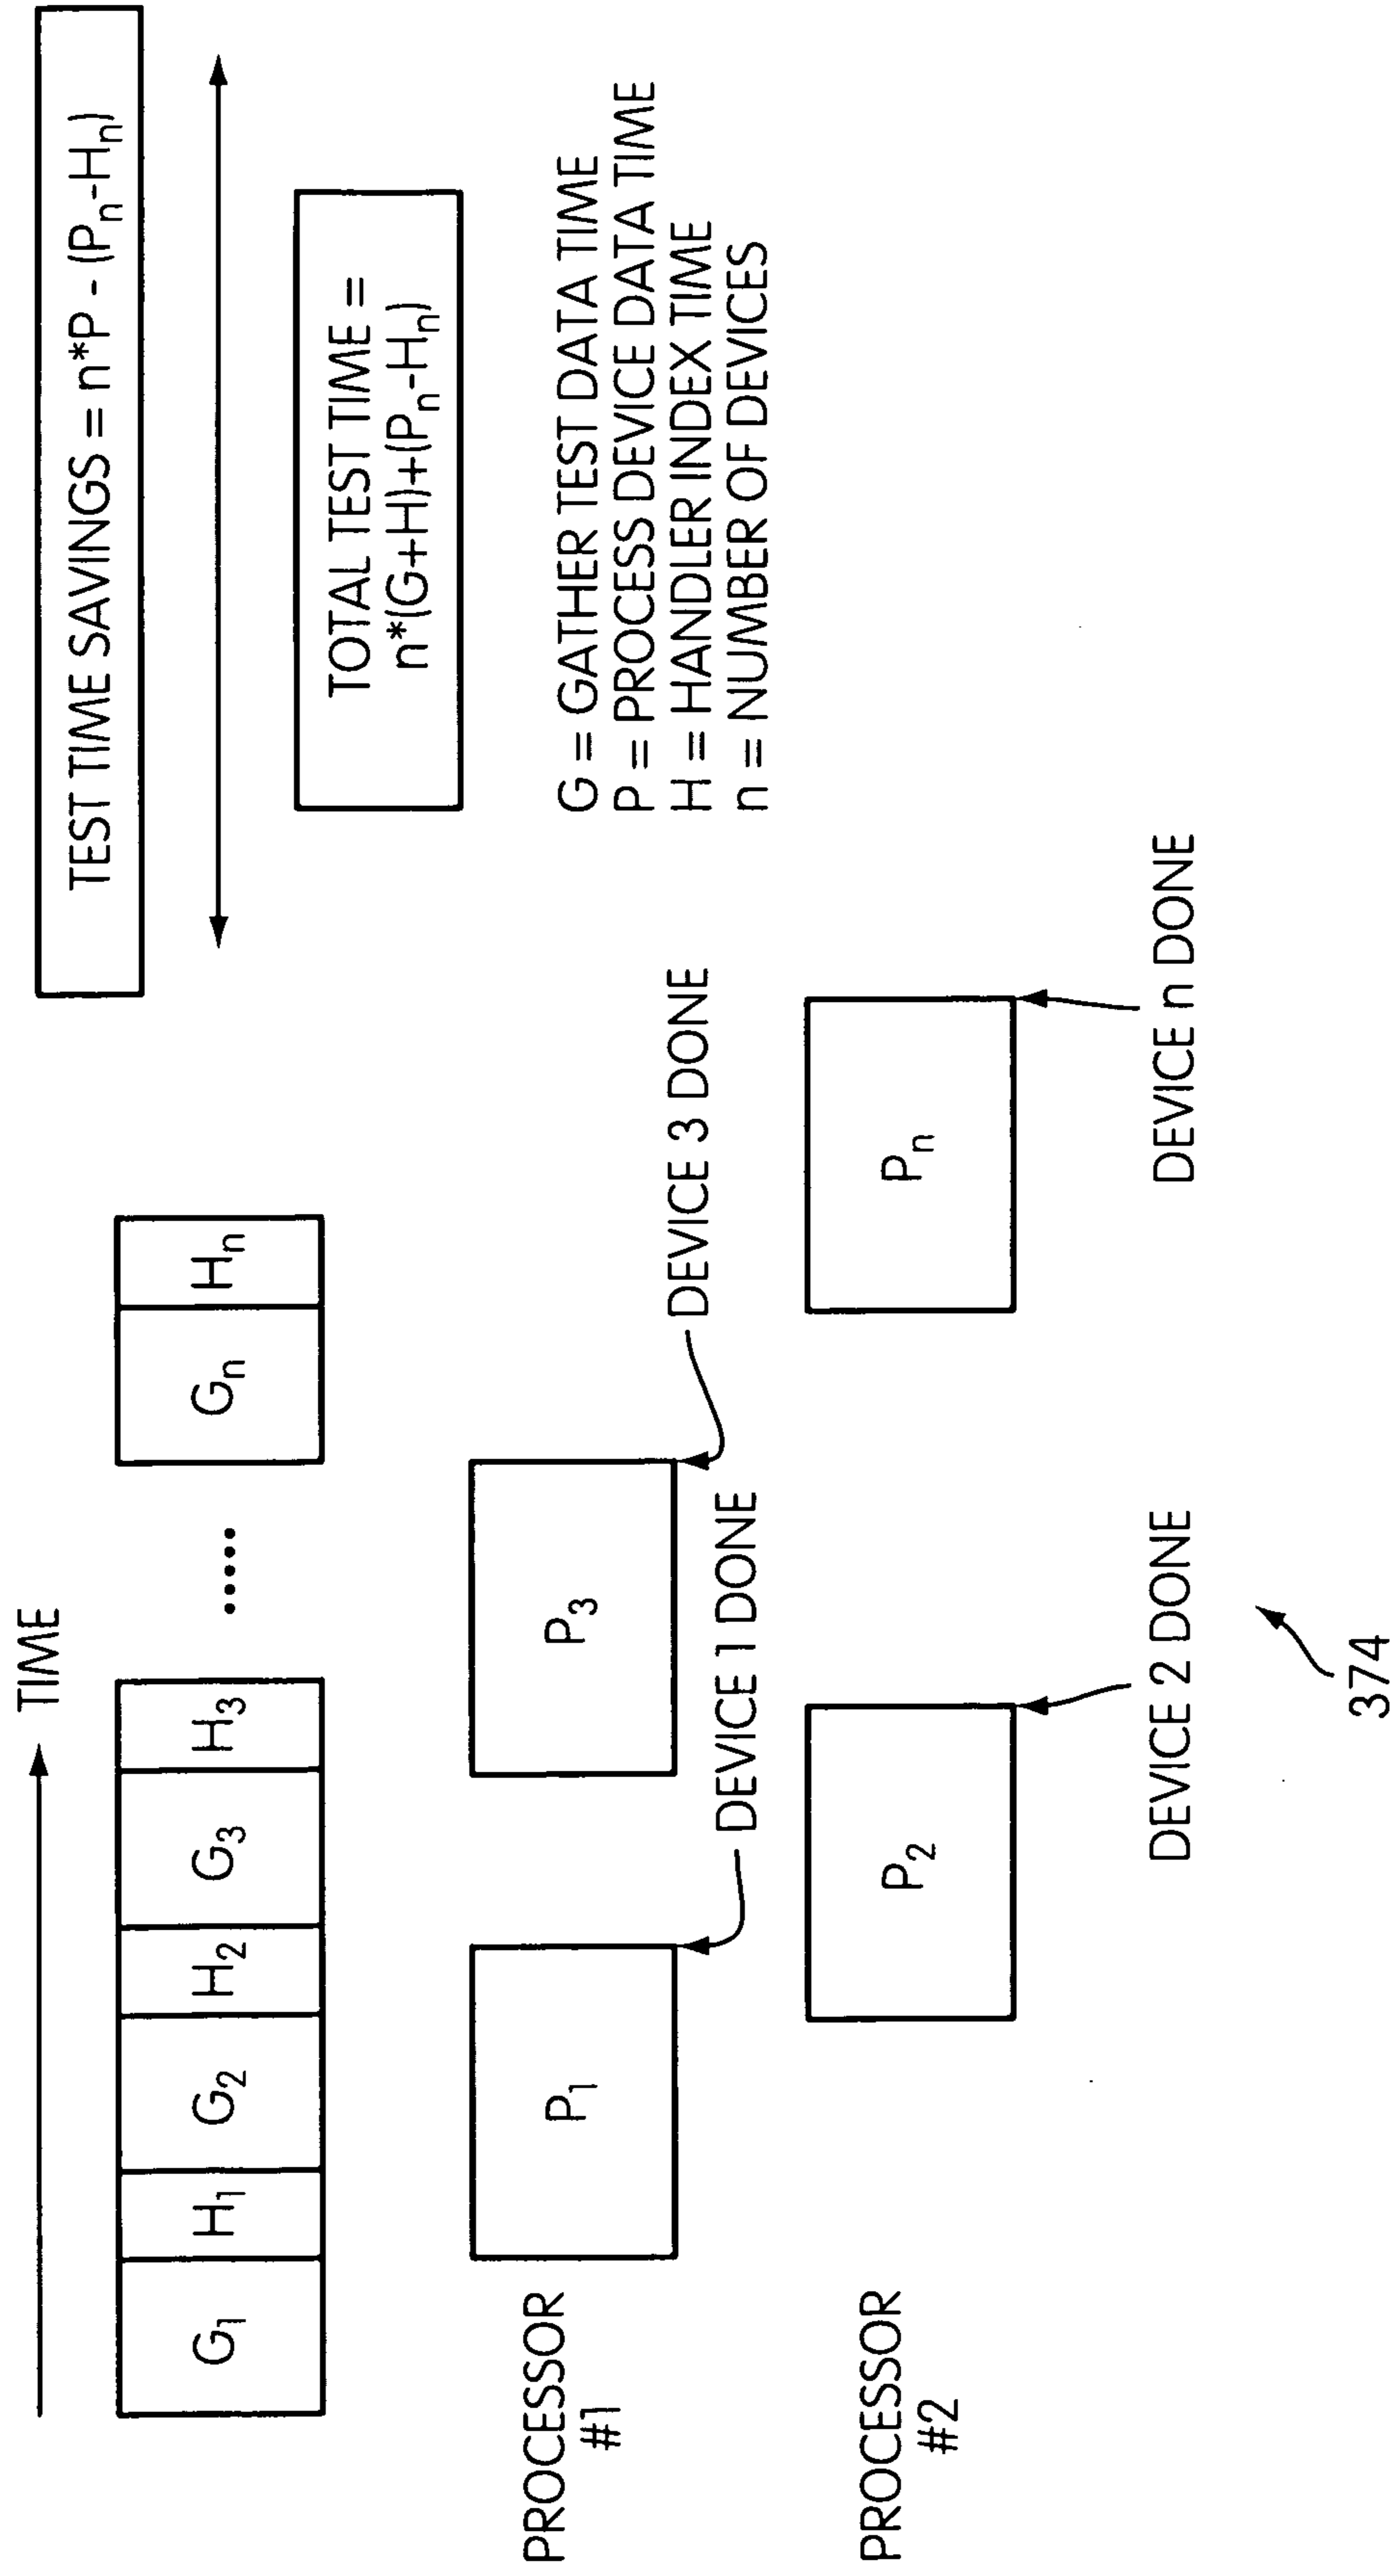 TIME
TEST TIME SAVINGS = n*P - (Pn-Hn)
G1 H1 G2 H2 G3 H3 ..... Gn Hn
TOTAL TEST TIME =
n*(G+H)+(Pn-Hn)
PROCESSOR
#1
P1
P3
DEVICE 1 DONE
DEVICE 3 DONE
G = GATHER TEST DATA TIME
P = PROCESS DEVICE DATA TIME
H = HANDLER INDEX TIME
n = NUMBER OF DEVICES
PROCESSOR
#2
P2
Pn
DEVICE 2 DONE
DEVICE n DONE
374